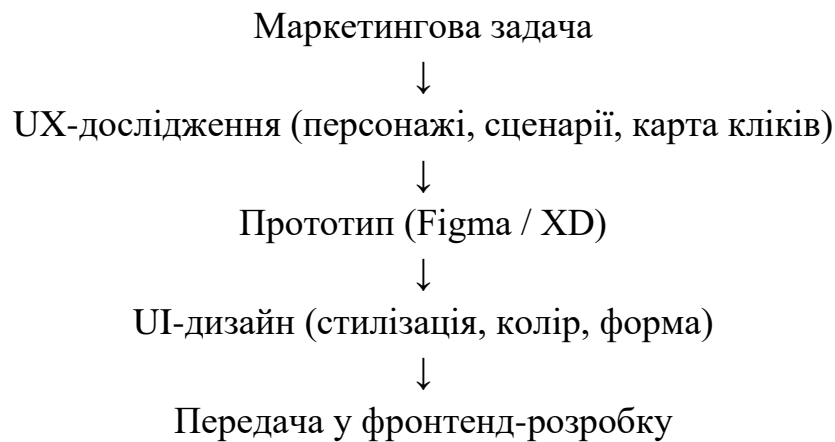 Маркетингова задача
↓
UX-дослідження (персонажі, сценарії, карта кліків)
↓
Прототип (Figma / XD)
↓
UI-дизайн (стилізація, колір, форма)
↓
Передача у фронтенд-розробку